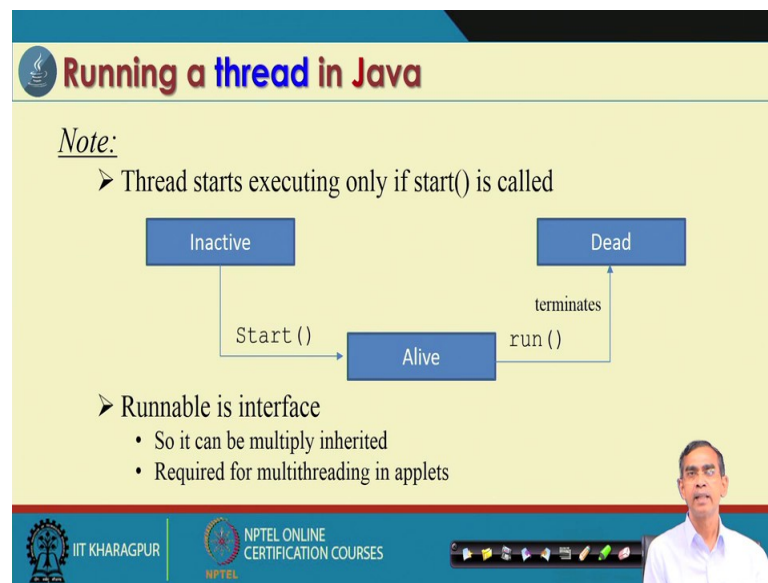 Running a thread in Java
Note:
➢ Thread starts executing only if start() is called
Inactive
Dead
terminates
Start()
Alive
run()
➢ Runnable is interface
• So it can be multiply inherited
• Required for multithreading in applets
IIT KHARAGPUR
NPTEL ONLINE
CERTIFICATION COURSES
NPTEL